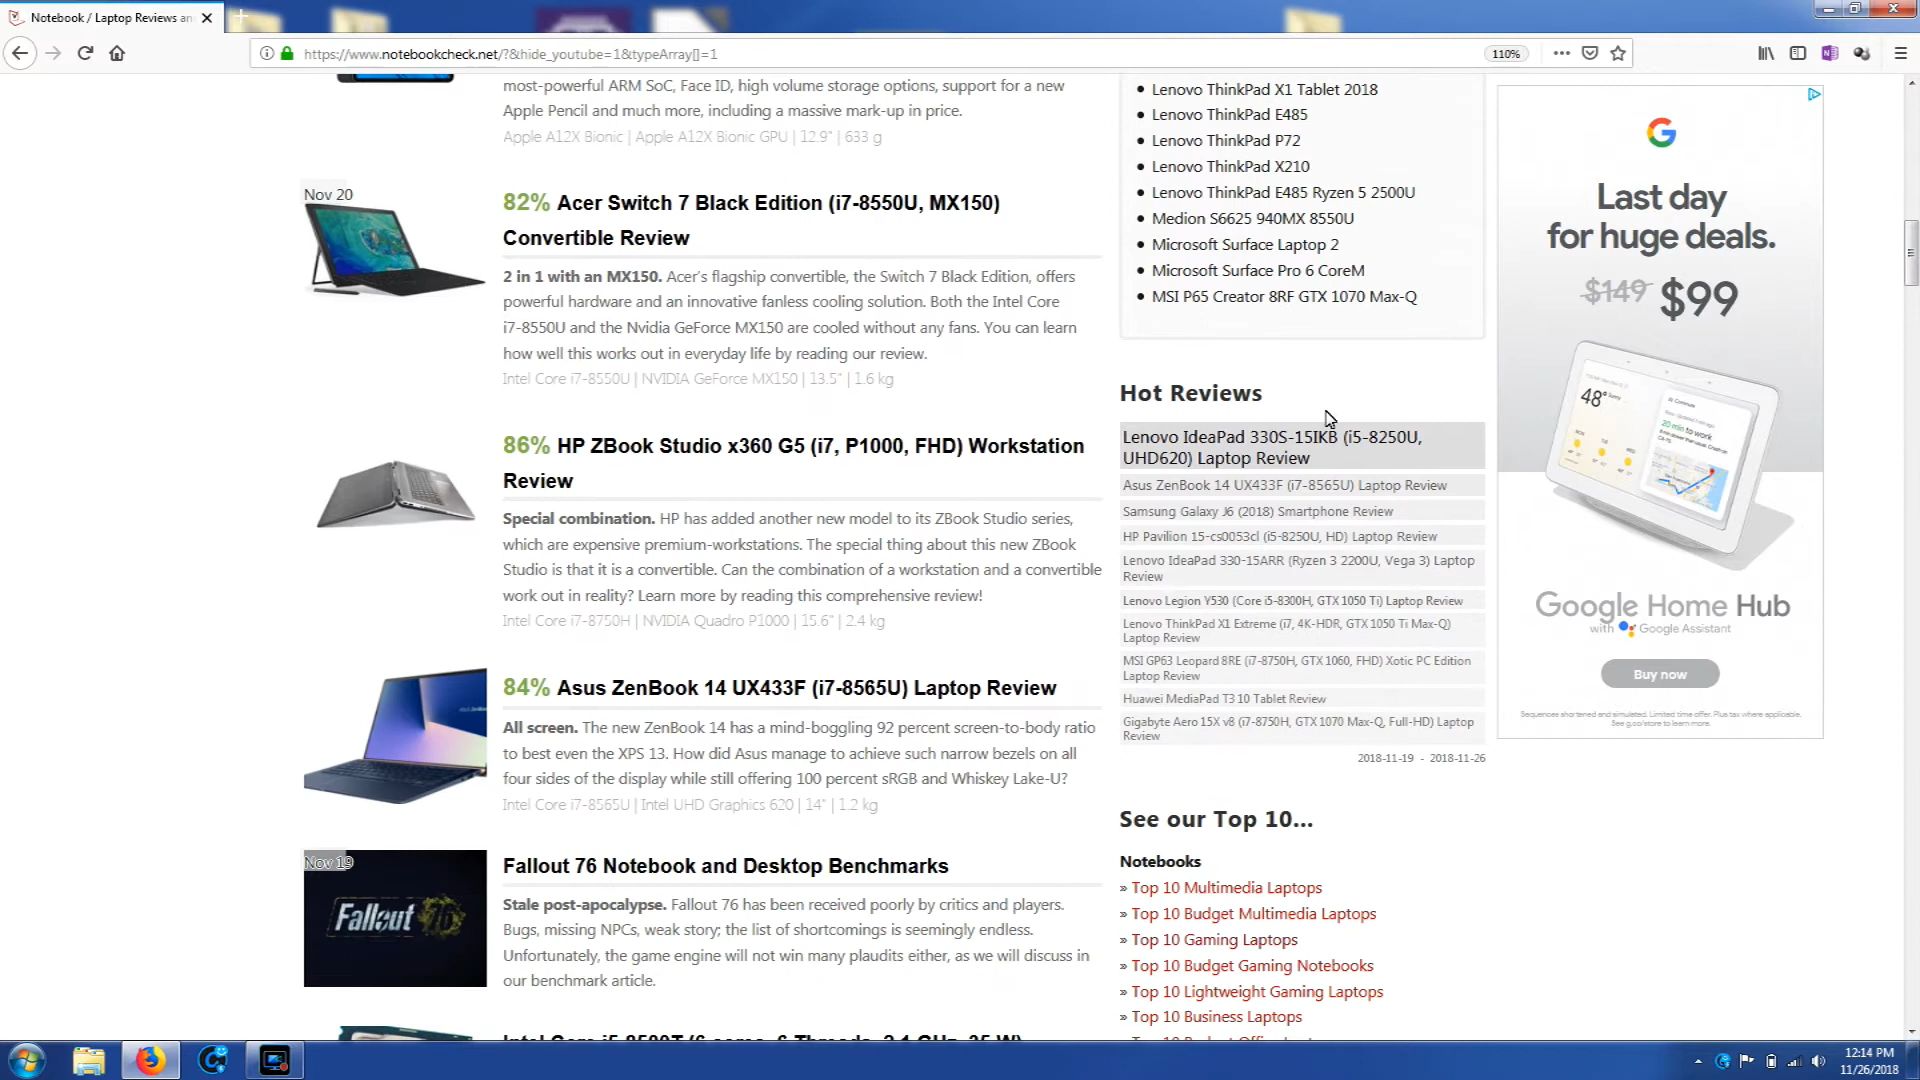 Notebook / Laptop Reviews an
https://www.notebookcheck.net/?&hide_youtube=1&typeArray[]=1
110%
most-powerful ARM SoC, Face ID, high volume storage options, support for a new
Apple Pencil and much more, including a massive mark-up in price.
Apple A12X Bionic | Apple A12X Bionic GPU | 12.9" | 633 g
Nov 20
82% Acer Switch 7 Black Edition (i7-8550U, MX150)
Convertible Review
2 in 1 with an MX150. Acer's flagship convertible, the Switch 7 Black Edition, offers
powerful hardware and an innovative fanless cooling solution. Both the Intel Core
i7-8550U and the Nvidia GeForce MX150 are cooled without any fans. You can learn
how well this works out in everyday life by reading our review.
Intel Core i7-8550U | NVIDIA GeForce MX150 | 13.5" | 1.6 kg
86% HP ZBook Studio x360 G5 (i7, P1000, FHD) Workstation
Review
Special combination. HP has added another new model to its ZBook Studio series,
which are expensive premium-workstations. The special thing about this new ZBook
Studio is that it is a convertible. Can the combination of a workstation and a convertible
work out in reality? Learn more by reading this comprehensive review!
Intel Core i7-8750H | NVIDIA Quadro P1000 | 15.6" | 2.4 kg
84% Asus ZenBook 14 UX433F (i7-8565U) Laptop Review
All screen. The new ZenBook 14 has a mind-boggling 92 percent screen-to-body ratio
to best even the XPS 13. How did Asus manage to achieve such narrow bezels on all
four sides of the display while still offering 100 percent sRGB and Whiskey Lake-U?
Intel Core i7-8565U | Intel UHD Graphics 620 | 14" | 1.2 kg
Nov 19
Fallout 76
Fallout 76 Notebook and Desktop Benchmarks
Stale post-apocalypse. Fallout 76 has been received poorly by critics and players.
Bugs, missing NPCs, weak story; the list of shortcomings is seemingly endless.
Unfortunately, the game engine will not win many plaudits either, as we will discuss in
our benchmark article.
Lenovo ThinkPad X1 Tablet 2018
Lenovo ThinkPad E485
Lenovo ThinkPad P72
Lenovo ThinkPad X210
Lenovo ThinkPad E485 Ryzen 5 2500U
Medion S6625 940MX 8550U
Microsoft Surface Laptop 2
Microsoft Surface Pro 6 CoreM
MSI P65 Creator 8RF GTX 1070 Max-Q
Hot Reviews
Lenovo IdeaPad 330S-15IKB (i5-8250U,
UHD620) Laptop Review
Asus ZenBook 14 UX433F (i7-8565U) Laptop Review
Samsung Galaxy J6 (2018) Smartphone Review
HP Pavilion 15-cs0053cl (i5-8250U, HD) Laptop Review
Lenovo IdeaPad 330-15ARR (Ryzen 3 2200U, Vega 3) Laptop
Review
Lenovo Legion Y530 (Core i5-8300H, GTX 1050 Ti) Laptop Review
Lenovo ThinkPad X1 Extreme (i7, 4K-HDR, GTX 1050 Ti Max-Q)
Laptop Review
MSI GP63 Leopard 8RE (i7-8750H, GTX 1060, FHD) Xotic PC Edition
Laptop Review
Huawei MediaPad T3 10 Tablet Review
Gigabyte Aero 15X v8 (i7-8750H, GTX 1070 Max-Q, Full-HD) Laptop
Review
2018-11-19 - 2018-11-26
See our Top 10...
Notebooks
» Top 10 Multimedia Laptops
» Top 10 Budget Multimedia Laptops
» Top 10 Gaming Laptops
» Top 10 Budget Gaming Notebooks
» Top 10 Lightweight Gaming Laptops
» Top 10 Business Laptops
G
Last day
for huge deals.
$149 $99
48°
20 min
to work
Google Home Hub
with Google Assistant
Buy now
Sequences shortened and simulated. Limited time offer. Plus tax where applicable.
See g.co/store to learn more.
12:14 PM
11/26/2018